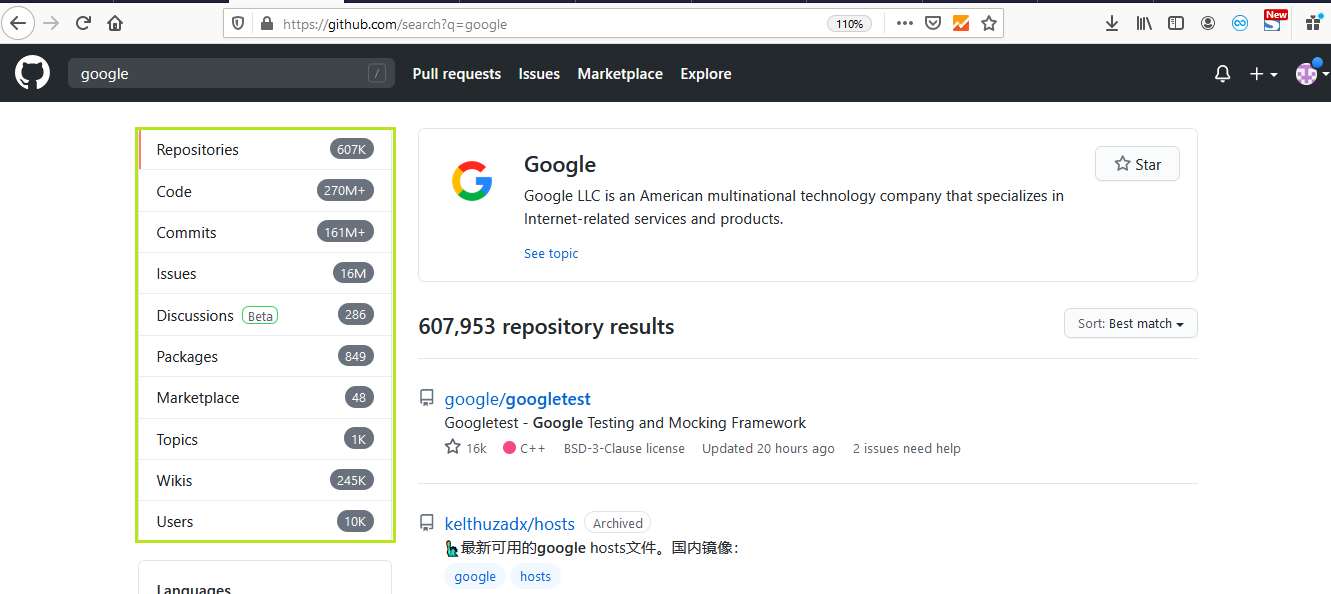 https://github.com/search?q=google
110%
New
google
/
Pull requests
Issues
Marketplace
Explore
Repositories 607K
Code 270M+
Commits 161M+
Issues 16M
Discussions Beta 286
Packages 849
Marketplace 48
Topics 1K
Wikis 245K
Users 10K
Languages
Google
Star
Google LLC is an American multinational technology company that specializes in
Internet-related services and products.
See topic
607,953 repository results
Sort: Best match
google/googletest
Googletest - Google Testing and Mocking Framework
16k C++ BSD-3-Clause license Updated 20 hours ago 2 issues need help
kelthuzadx/hosts Archived
🗽最新可用的google hosts文件。国内镜像：
google hosts